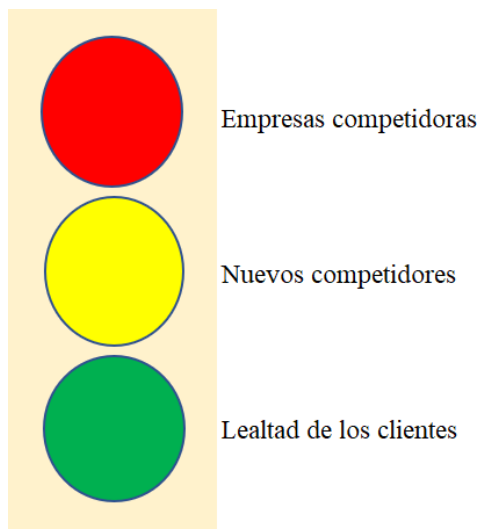 Empresas competidoras
Nuevos competidores
Lealtad de los clientes